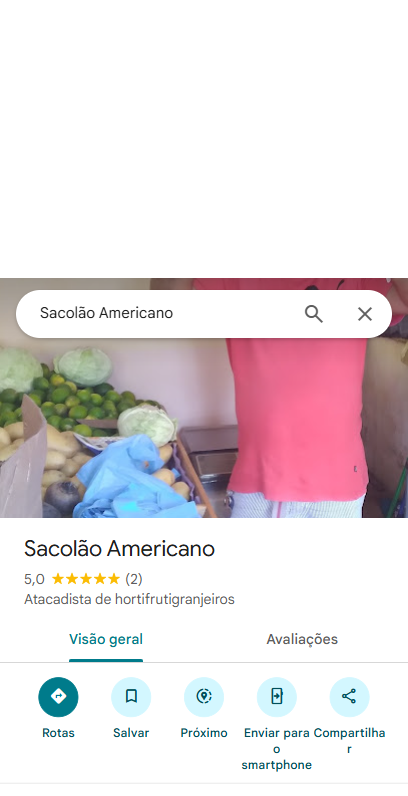 Sacolão Americano
Sacolão Americano
5,0 (2)
Atacadista de hortifrutigranjeiros
Visão geral Avaliações
Rotas Salvar Próximo Enviar para Compartilha
o r
smartphone